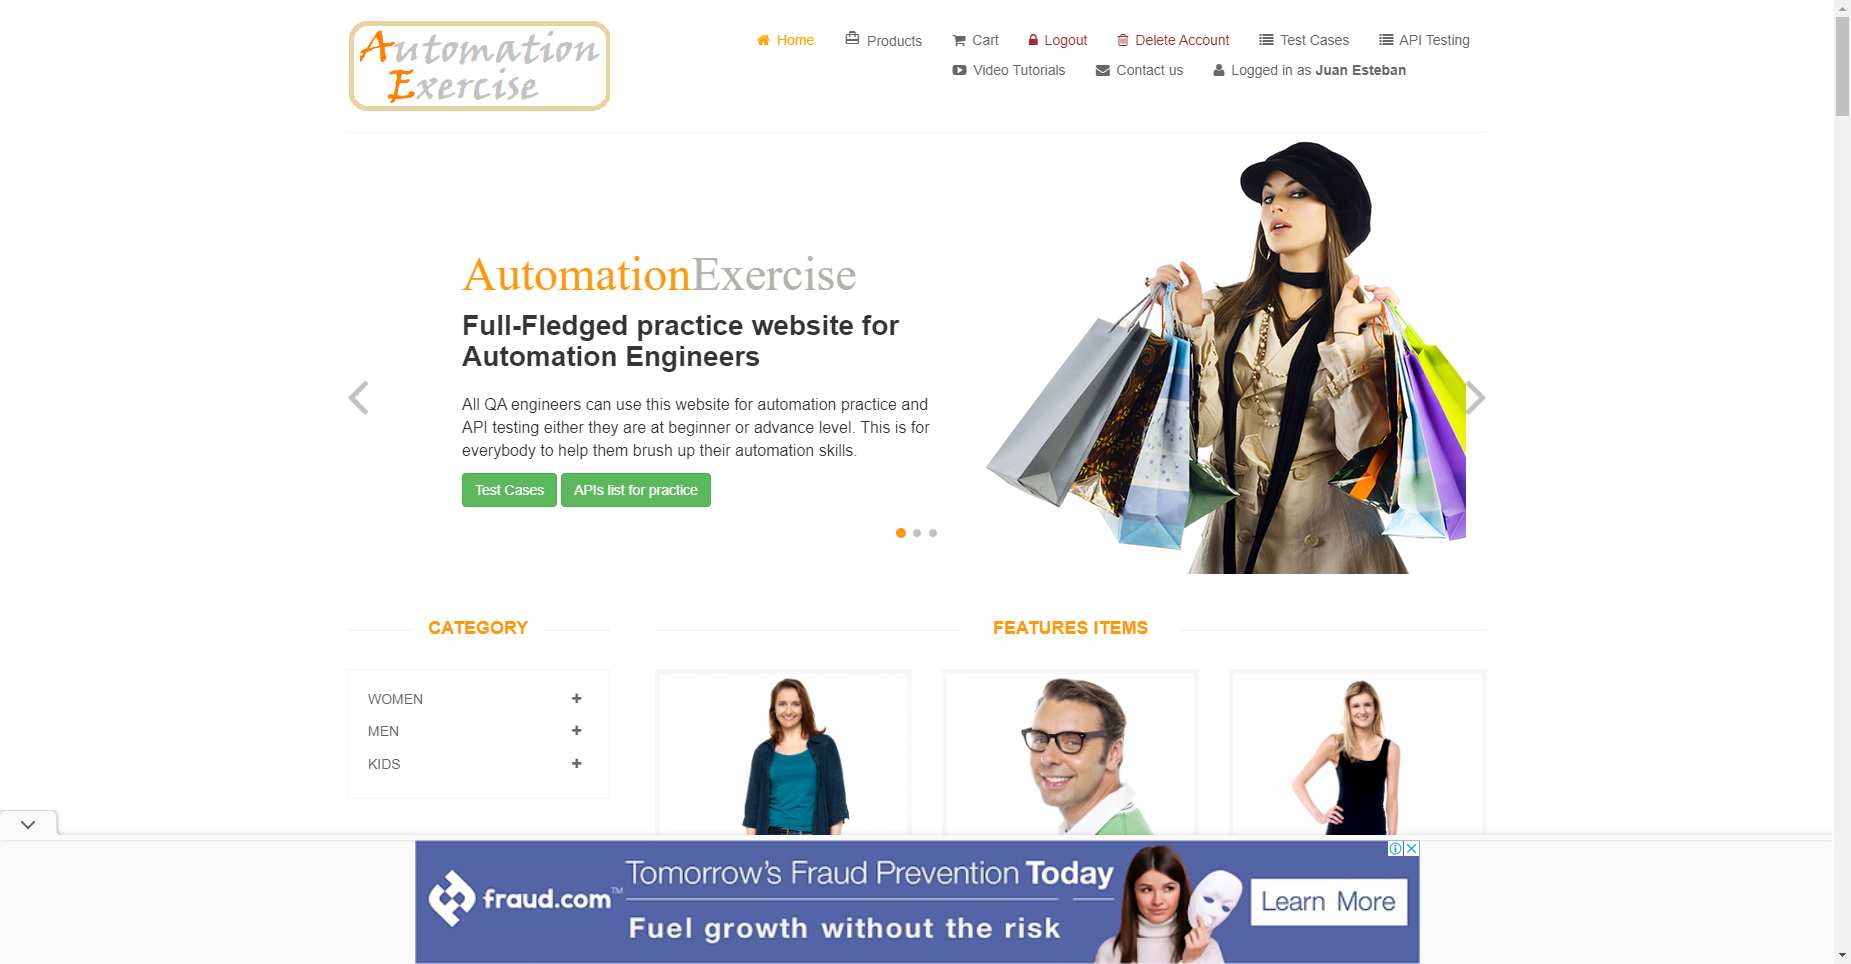 Automation
Exercise
Home
Products
Cart
Logout
Delete Account
Test Cases
API Testing
Video Tutorials
Contact us
Logged in as Juan Esteban
AutomationExercise
Full-Fledged practice website for
Automation Engineers
All QA engineers can use this website for automation practice and
API testing either they are at beginner or advance level. This is for
everybody to help them brush up their automation skills.
Test Cases
APIs list for practice
CATEGORY
WOMEN
MEN
KIDS
FEATURES ITEMS
fraud.com™
Tomorrow's Fraud Prevention Today
Fuel growth without the risk
Learn More